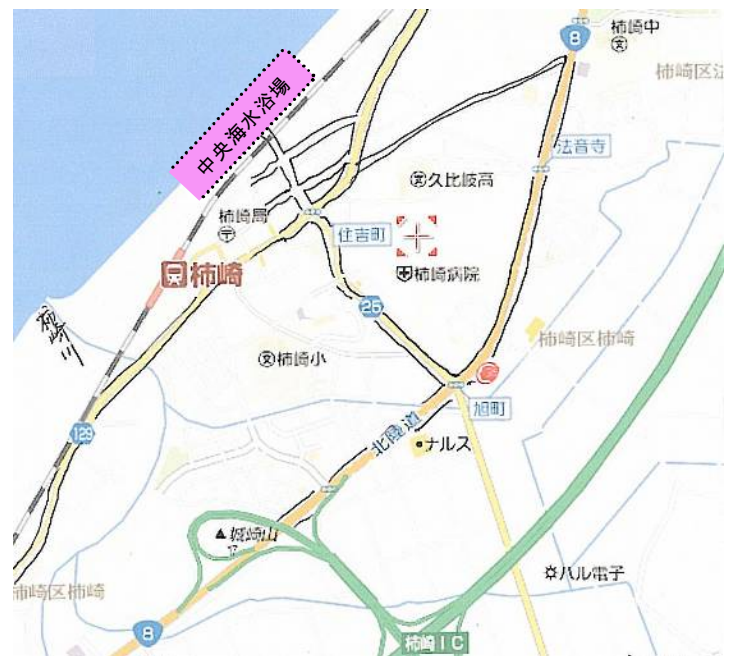 柿崎中
8
中央海水浴場
法音寺
久比岐高
柿崎局
住吉町
柿崎
柿崎病院
25
柿崎川
柿崎区柿崎
柿崎小
旭町
129
北陸道
ナルス
城崎山
ハル電子
柿崎区柿崎
8
柿崎IC